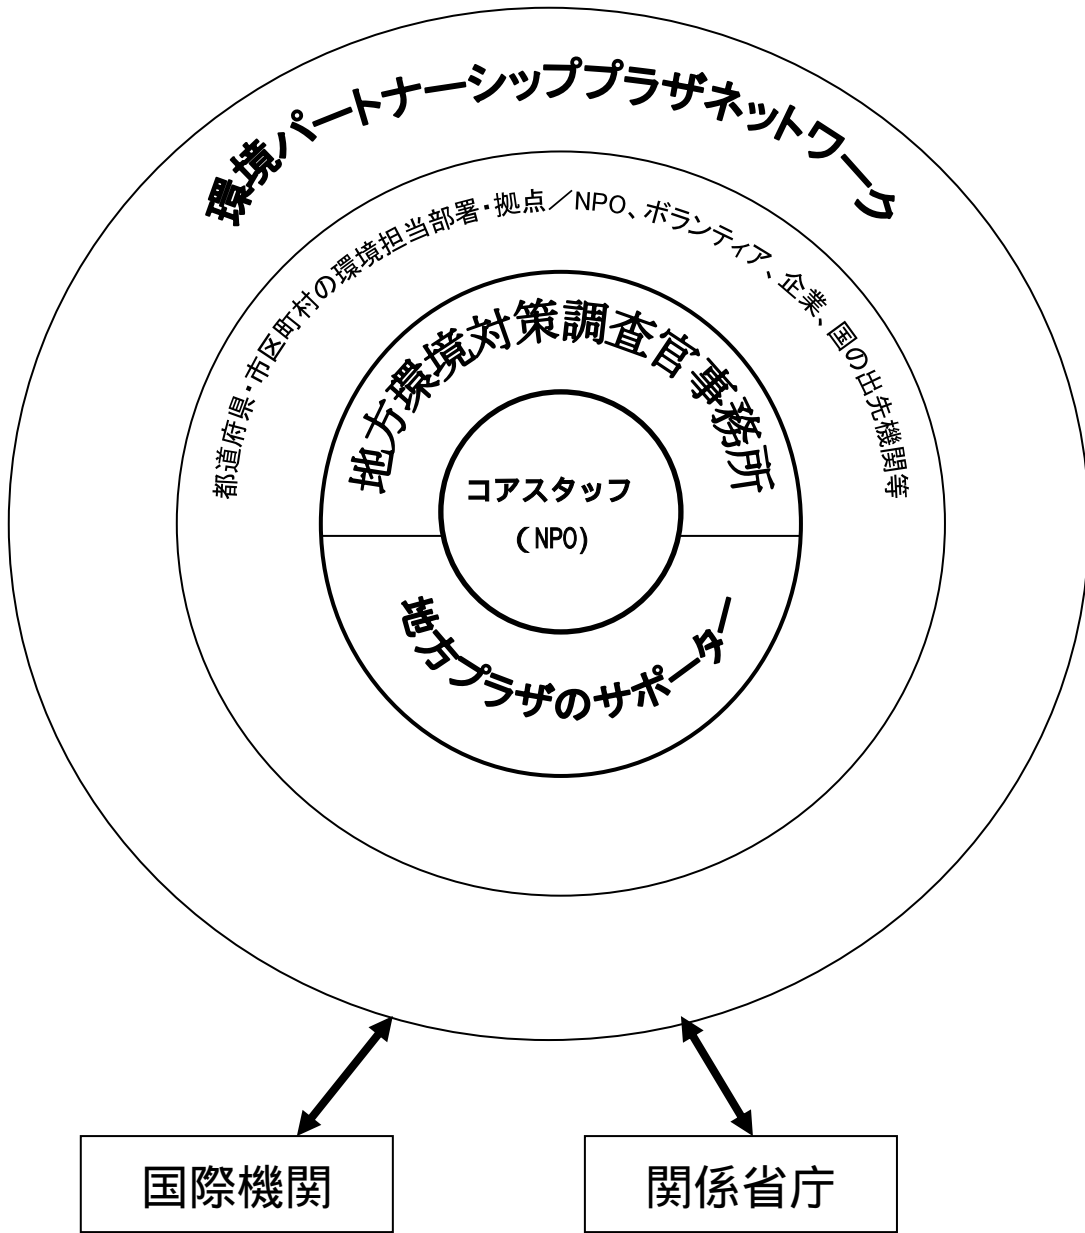 環境パートナーシッププラザネットワーク
都道府県・市区町村の環境担当部署・拠点／NPO、ボランティア、企業、国の出先機関等
地方環境対策調査官事務所
コアスタッフ
（NPO）
地方プラザのサポーター
国際機関
関係省庁